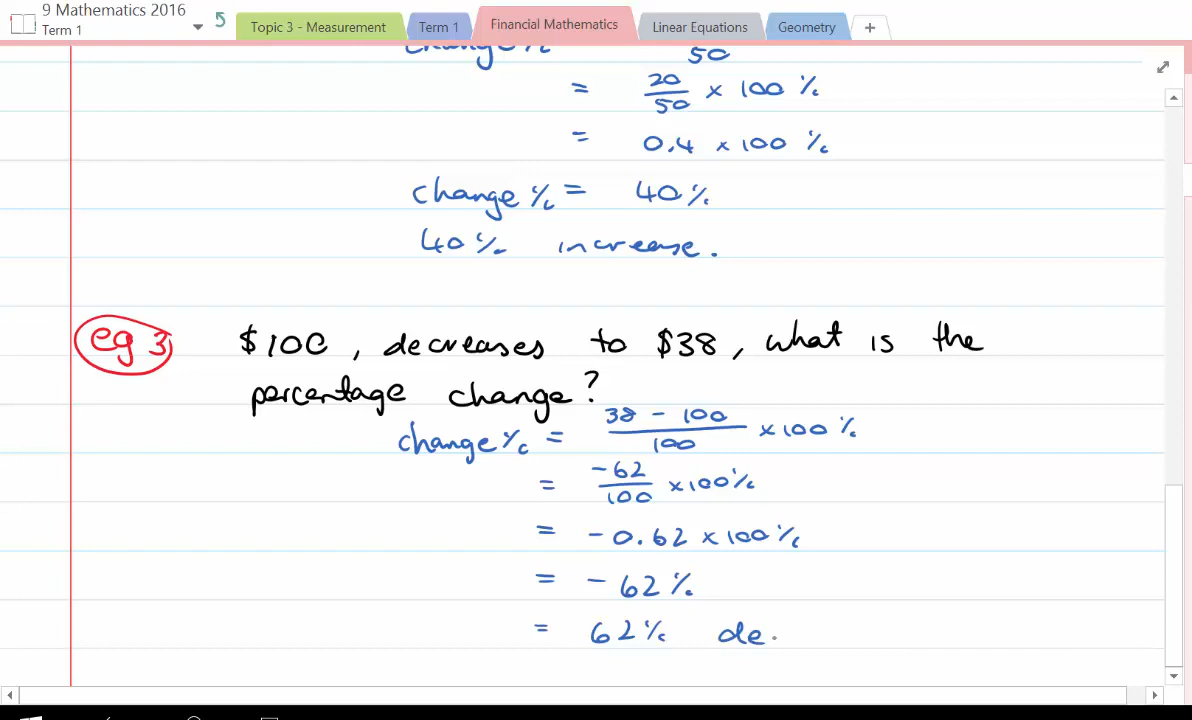 9 Mathematics 2016
Term 1
Topic 3 - Measurement
Term 1
Financial Mathematics
Linear Equations
Geometry
change %
50
= 20/50 × 100 %
= 0.4 × 100 %
change % = 40 %
40 % increase.
eg 3
$100, decreases to $38, what is the
percentage change?
change % = 38 - 100/100 × 100 %
= -62/100 × 100 %
= -0.62 × 100 %
= -62 %
= 62 % de